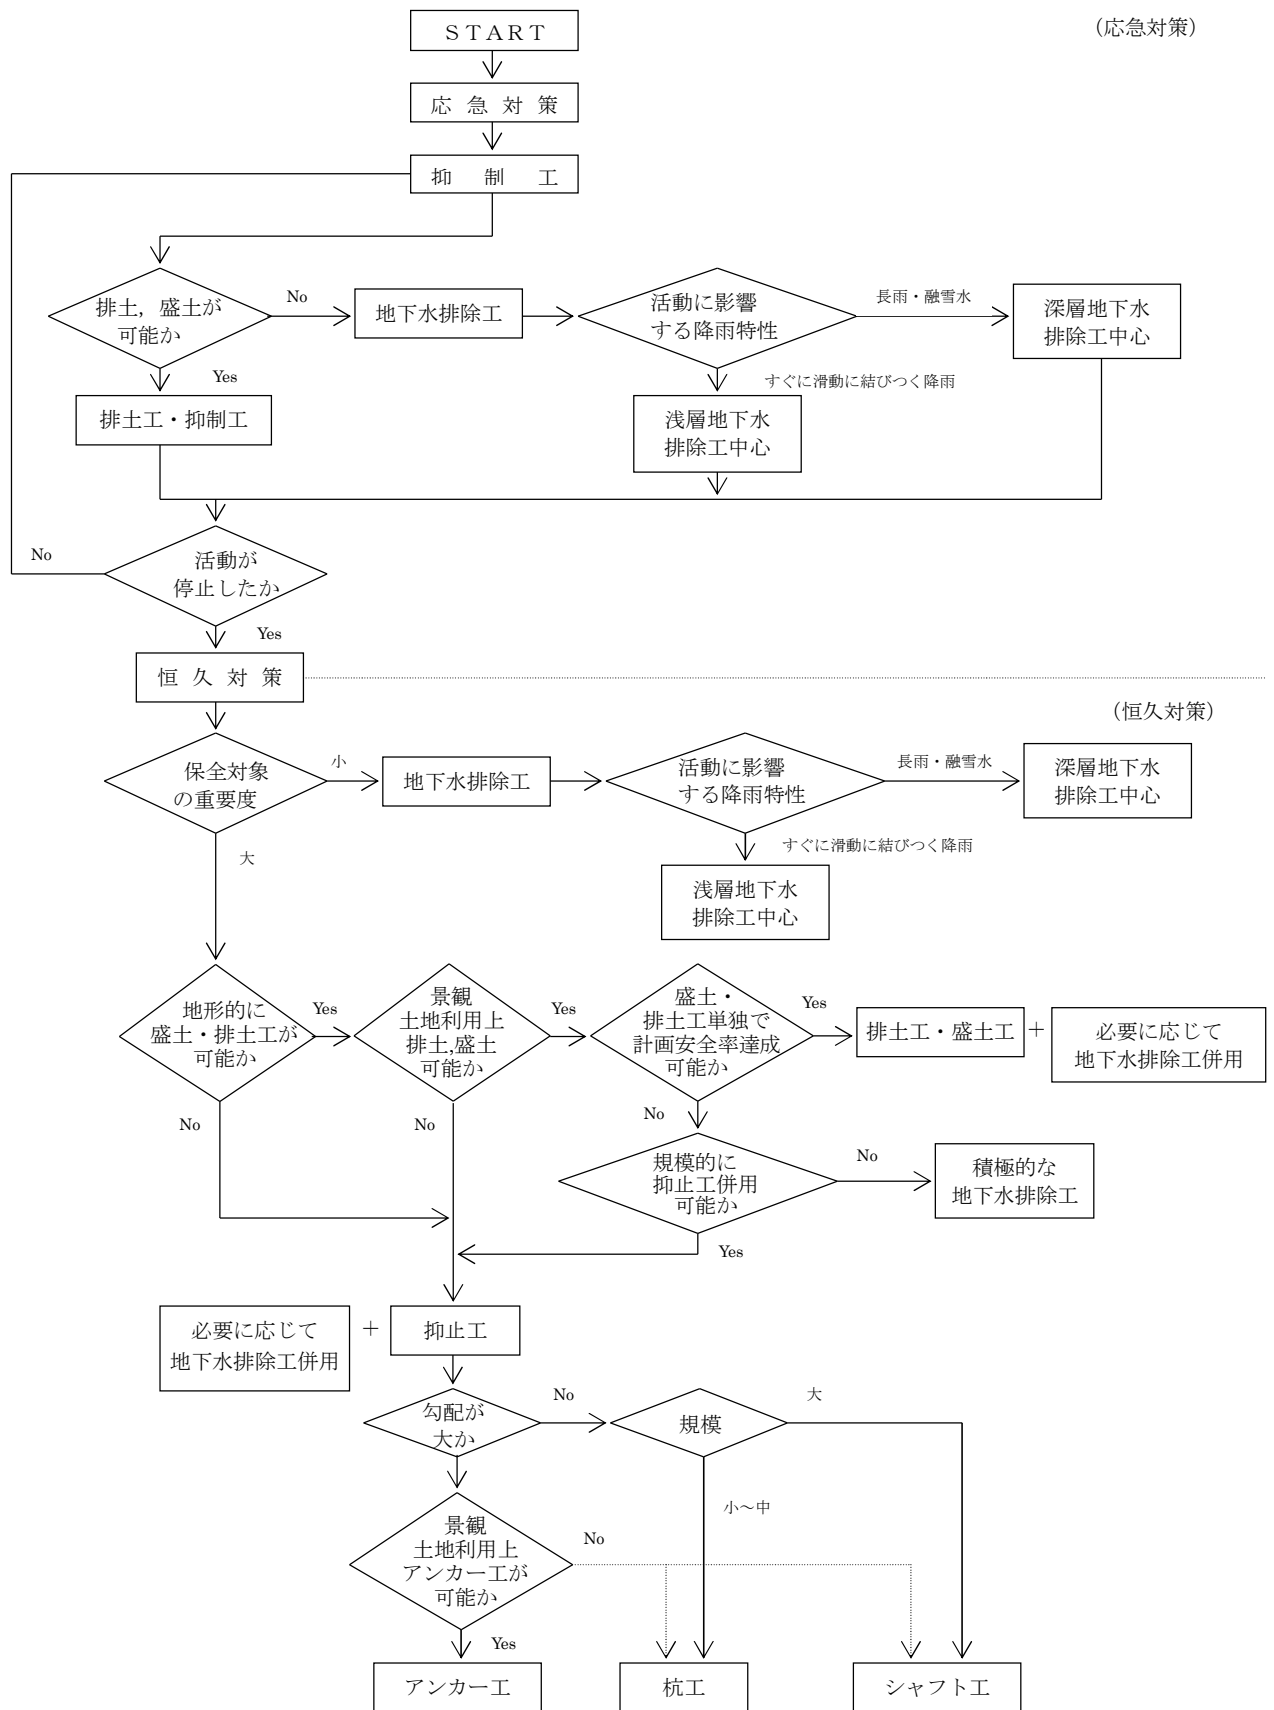 START
(応急対策)
応急対策
抑制工
排土，盛土が
可能か
No
地下水排除工
活動に影響
する降雨特性
長雨・融雪水
深層地下水
排除工中心
Yes
すぐに滑動に結びつく降雨
排土工・抑制工
浅層地下水
排除工中心
No
活動が
停止したか
Yes
恒久対策
(恒久対策)
保全対象
の重要度
小
地下水排除工
活動に影響
する降雨特性
長雨・融雪水
深層地下水
排除工中心
大
すぐに滑動に結びつく降雨
浅層地下水
排除工中心
地形的に
盛土・排土工が
可能か
Yes
景観
土地利用上
排土,盛土
可能か
Yes
盛土・
排土工単独で
計画安全率達成
可能か
Yes
排土工・盛土工
+
必要に応じて
地下水排除工併用
No
No
No
規模的に
抑止工併用
可能か
No
積極的な
地下水排除工
Yes
必要に応じて
地下水排除工併用
+
抑止工
勾配が
大か
No
規模
大
小～中
景観
土地利用上
アンカー工が
可能か
No
Yes
アンカー工
杭工
シャフト工